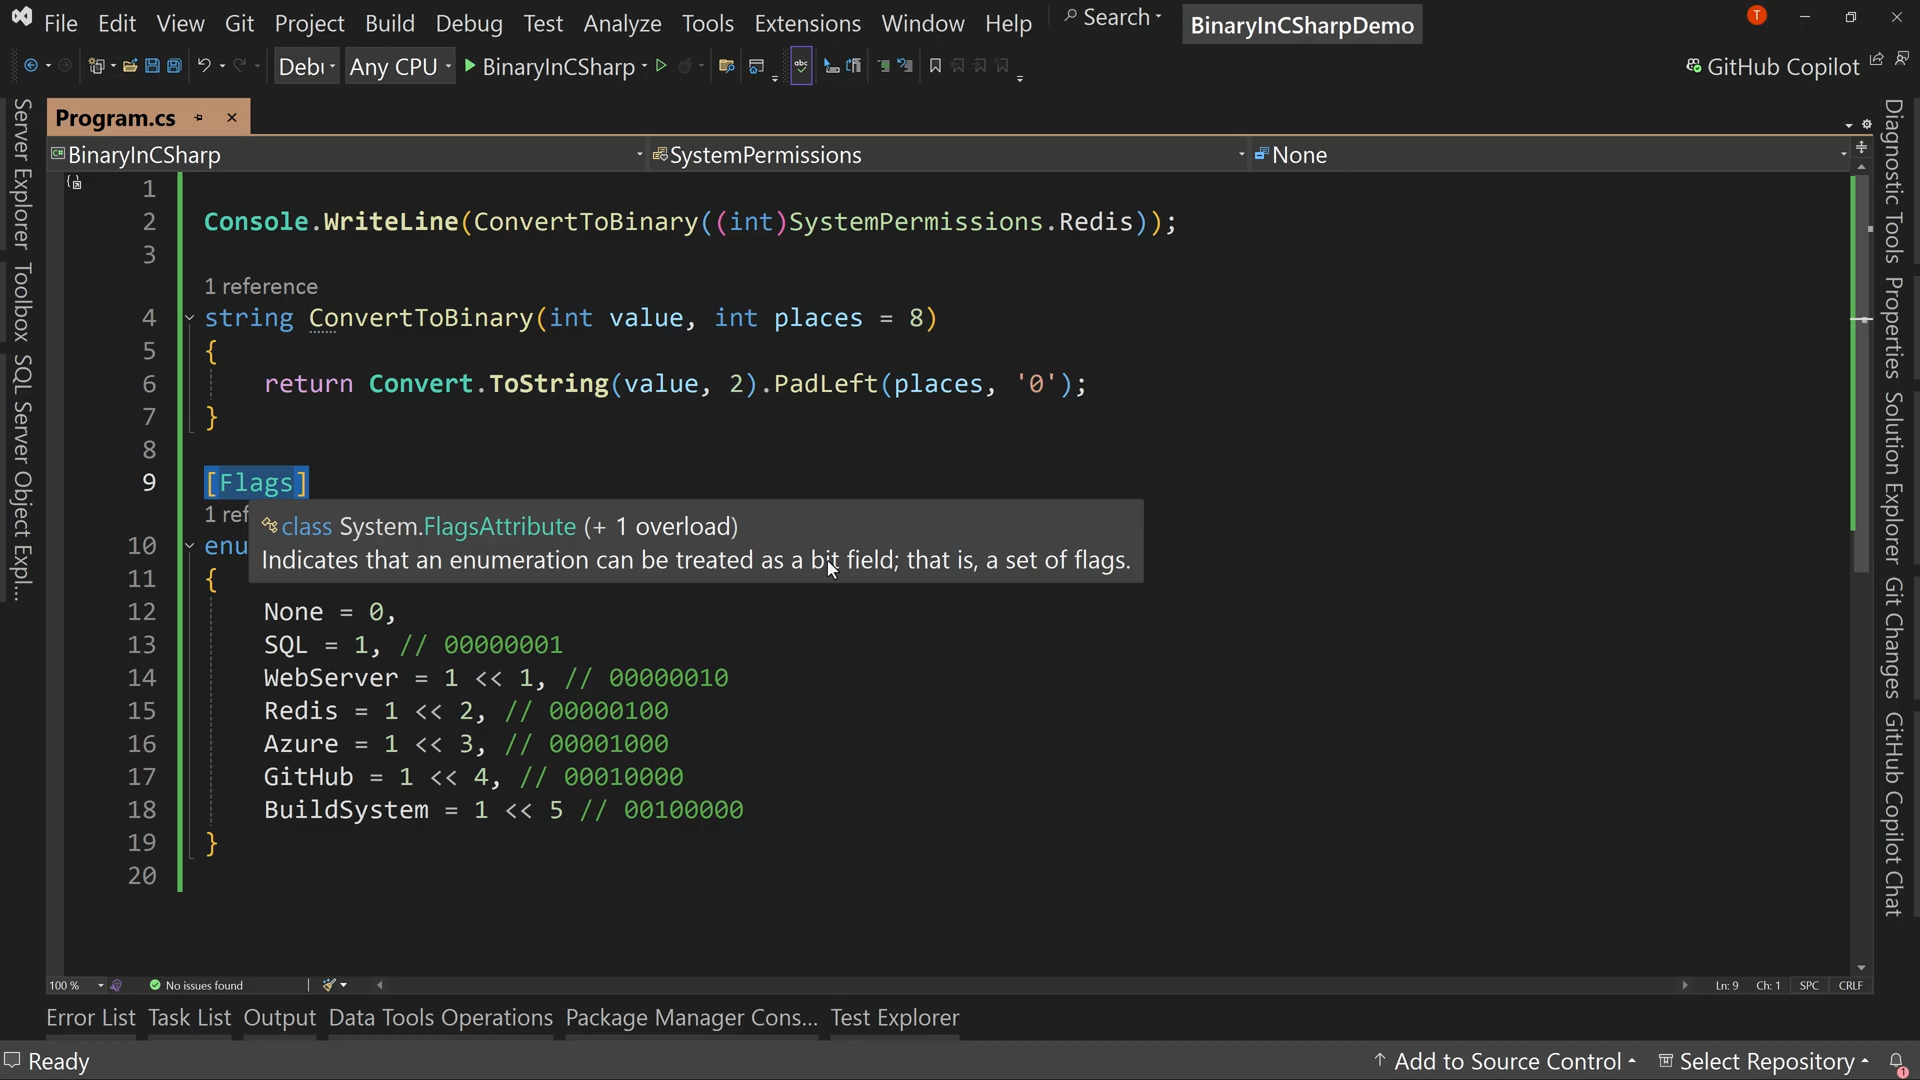 File Edit View Git Project Build Debug Test Analyze Tools Extensions Window Help Search BinaryInCSharpDemo
Any CPU BinaryInCSharp GitHub Copilot
Program.cs
BinaryInCSharp SystemPermissions None
1
2 Console.WriteLine(ConvertToBinary((int)SystemPermissions.Redis));
3
1 reference
4 string ConvertToBinary(int value, int places = 8)
5 {
6 return Convert.ToString(value, 2).PadLeft(places, '0');
7 }
8
9 [Flags]
1 ref
class System.FlagsAttribute (+ 1 overload)
10 enu
Indicates that an enumeration can be treated as a bit field; that is, a set of flags.
11 {
12 None = 0,
13 SQL = 1, // 00000001
14 WebServer = 1 << 1, // 00000010
15 Redis = 1 << 2, // 00000100
16 Azure = 1 << 3, // 00001000
17 GitHub = 1 << 4, // 00010000
18 BuildSystem = 1 << 5 // 00100000
19 }
20
100 % No issues found Ln: 9 Ch: 1 SPC CRLF
Error List Task List Output Data Tools Operations Package Manager Cons... Test Explorer
Ready Add to Source Control Select Repository 1
Server Explorer
Toolbox
SQL Server Object Expl...
Diagnostic Tools
Properties
Solution Explorer
Git Changes
GitHub Copilot Chat
T
abc